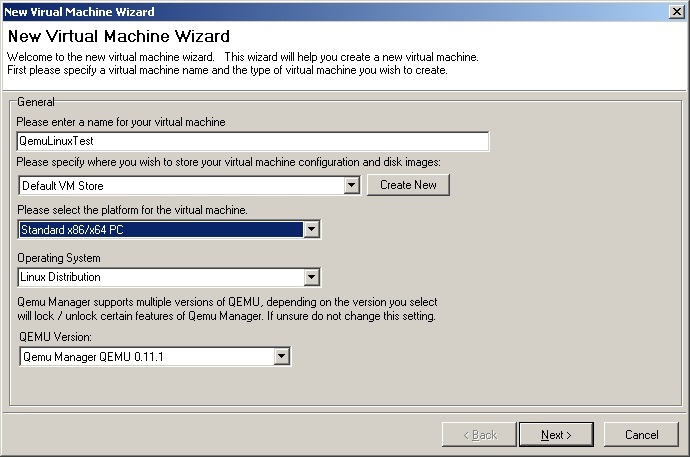 New Virual Machine Wizard
New Virtual Machine Wizard
Welcome to the new virtual machine wizard. This wizard will help you create a new virtual machine.
First please specify a virtual machine name and the type of virtual machine you wish to create.
General
Please enter a name for your virtual machine
QemuLinuxTest
Please specify where you wish to store your virtual machine configuration and disk images:
Default VM Store
Create New
Please select the platform for the virtual machine.
Standard x86/x64 PC
Operating System
Linux Distribution
Qemu Manager supports multiple versions of QEMU, depending on the version you select
will lock / unlock certain features of Qemu Manager. If unsure do not change this setting.
QEMU Version:
Qemu Manager QEMU 0.11.1
< Back
Next >
Cancel